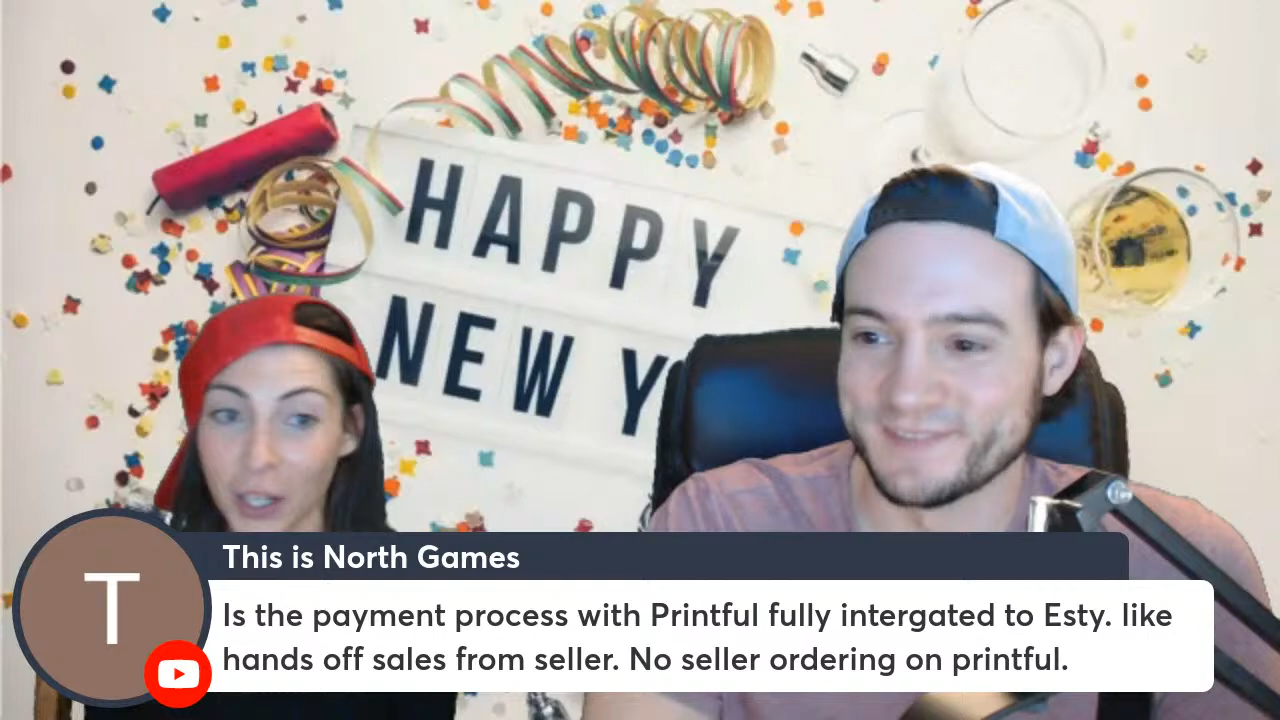 HAPPY
NEW Y
T
This is North Games
Is the payment process with Printful fully intergated to Esty. like
hands off sales from seller. No seller ordering on printful.